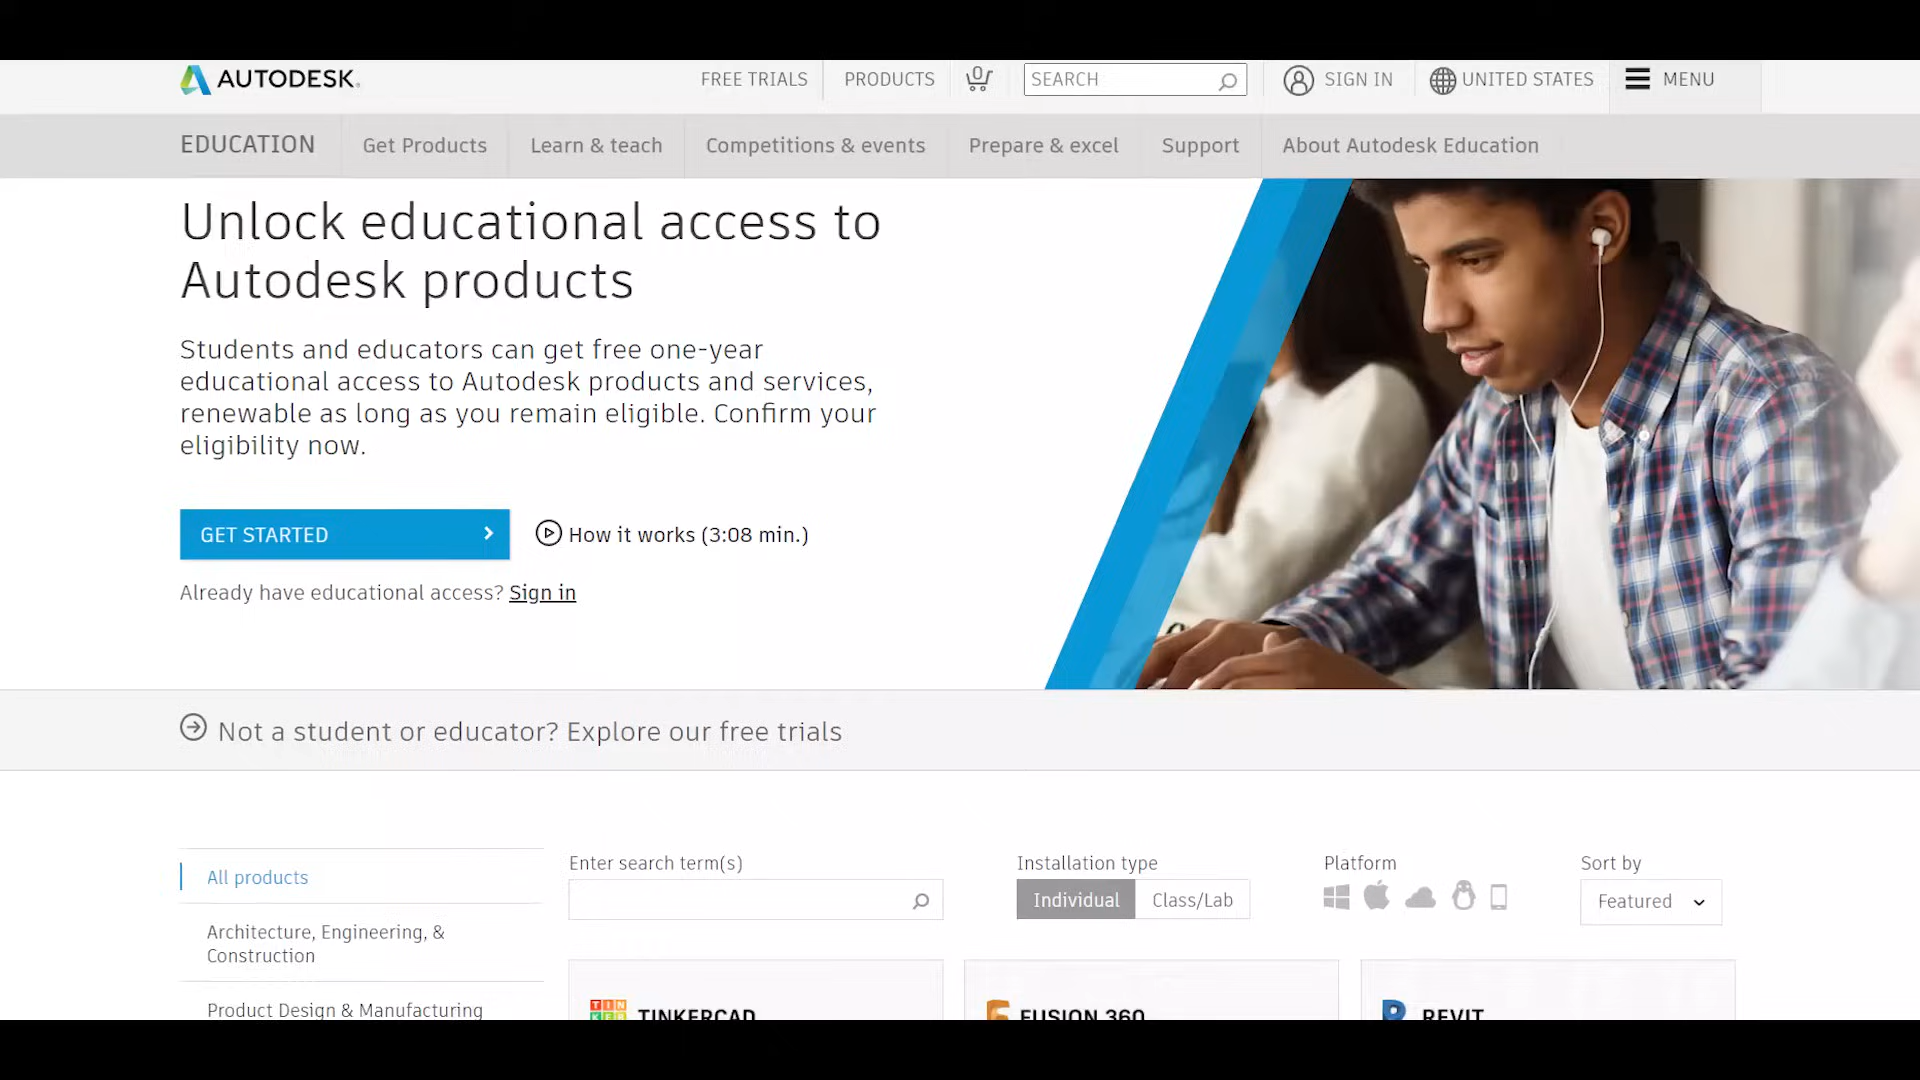 AUTODESK.
FREE TRIALS
PRODUCTS
0
SEARCH
SIGN IN
UNITED STATES
MENU
EDUCATION
Get Products
Learn & teach
Competitions & events
Prepare & excel
Support
About Autodesk Education
Unlock educational access to
Autodesk products
Students and educators can get free one-year
educational access to Autodesk products and services,
renewable as long as you remain eligible. Confirm your
eligibility now.
GET STARTED
How it works (3:08 min.)
Already have educational access? Sign in
Not a student or educator? Explore our free trials
All products
Architecture, Engineering, &
Construction
Product Design & Manufacturing
Enter search term(s)
Installation type
Individual
Class/Lab
Platform
Sort by
Featured
TIN
KER
TINKERCAD
FUSION 360
REVIT